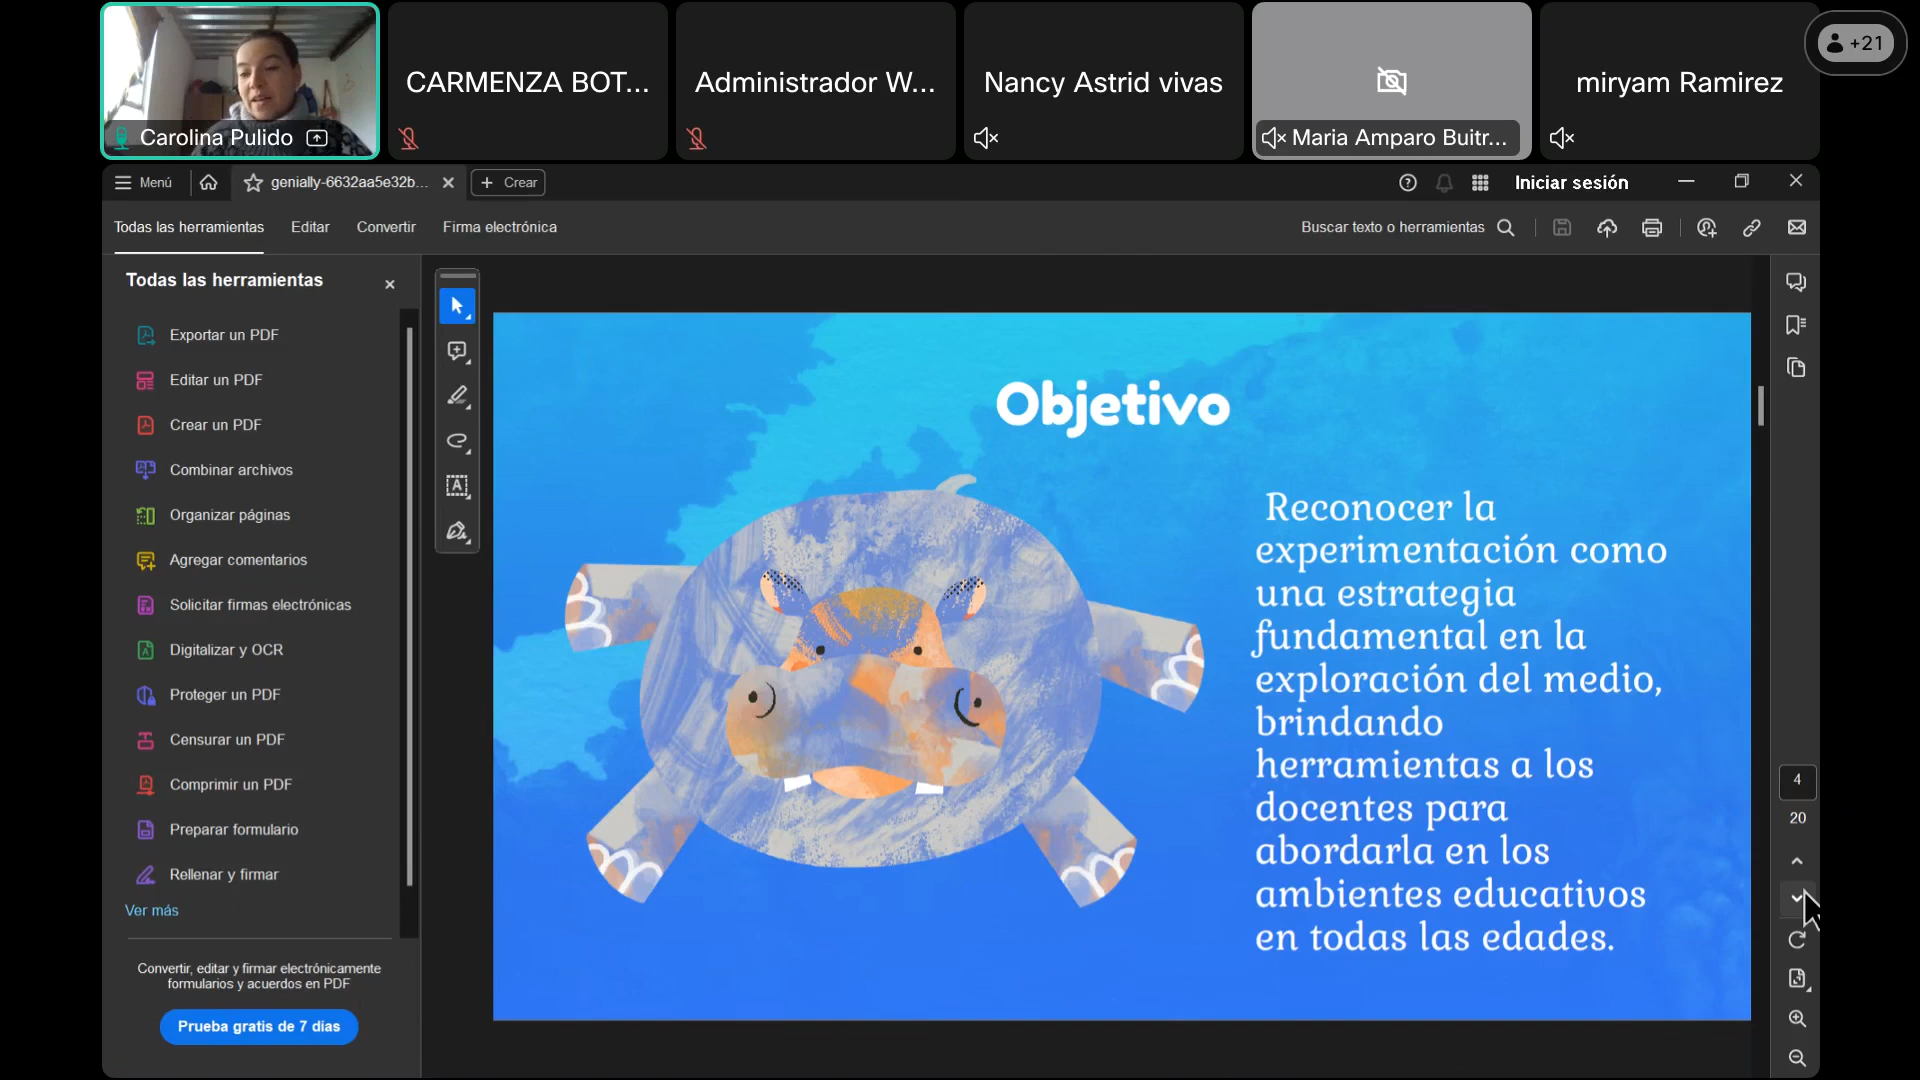 Carolina Pulido
CARMENZA BOT...
Administrador W...
Nancy Astrid vivas
Maria Amparo Buitr...
miryam Ramirez
+21
Menú
genially-6632aa5e32b...
Crear
Iniciar sesión
Todas las herramientas
Editar
Convertir
Firma electrónica
Buscar texto o herramientas
Todas las herramientas
Exportar un PDF
Editar un PDF
Crear un PDF
Combinar archivos
Organizar páginas
Agregar comentarios
Solicitar firmas electrónicas
Digitalizar y OCR
Proteger un PDF
Censurar un PDF
Comprimir un PDF
Preparar formulario
Rellenar y firmar
Ver más
Convertir, editar y firmar electrónicamente
formularios y acuerdos en PDF
Prueba gratis de 7 días
Objetivo
Reconocer la
experimentación como
una estrategia
fundamental en la
exploración del medio,
brindando
herramientas a los
docentes para
abordarla en los
ambientes educativos
en todas las edades.
4
20